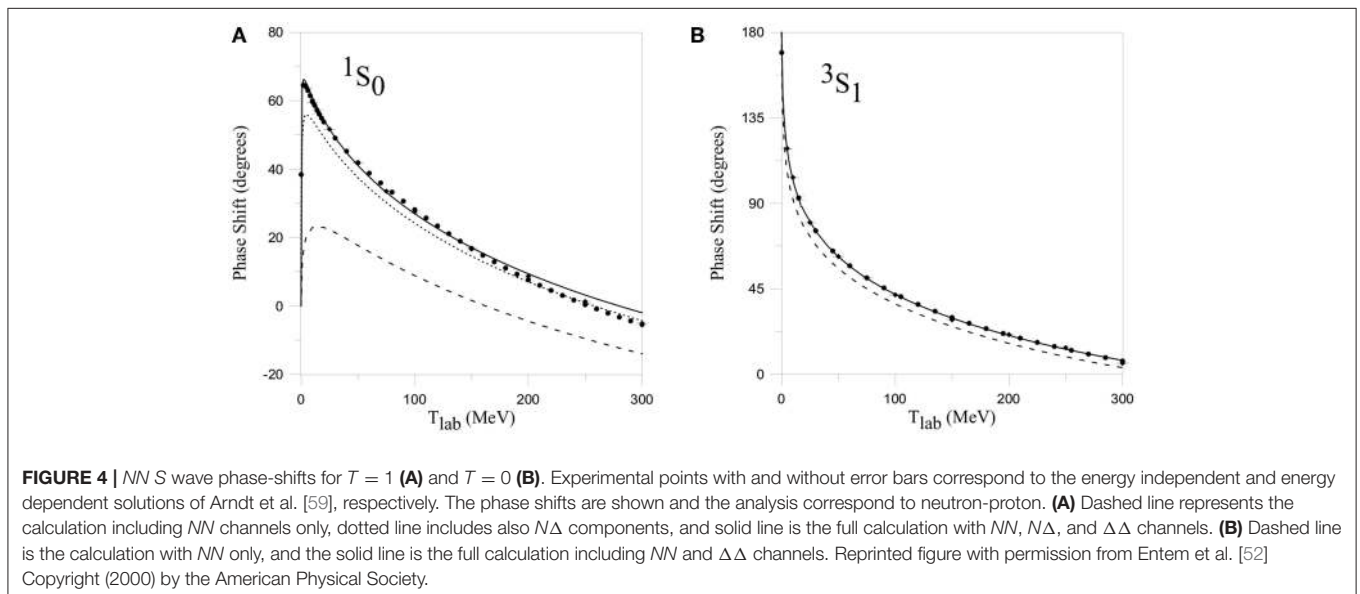 A
80
60
40
20
0
-20
Phase Shift (degrees)
¹S₀
0
100
200
300
T_lab (MeV)
B
180
135
90
45
0
Phase Shift (degrees)
³S₁
0
100
200
300
T_lab (MeV)
FIGURE 4 | NN S wave phase-shifts for T = 1 (A) and T = 0 (B). Experimental points with and without error bars correspond to the energy independent and energy
dependent solutions of Arndt et al. [59], respectively. The phase shifts are shown and the analysis correspond to neutron-proton. (A) Dashed line represents the
calculation including NN channels only, dotted line includes also NΔ components, and solid line is the full calculation with NN, NΔ, and ΔΔ channels. (B) Dashed line
is the calculation with NN only, and the solid line is the full calculation including NN and ΔΔ channels. Reprinted figure with permission from Entem et al. [52]
Copyright (2000) by the American Physical Society.